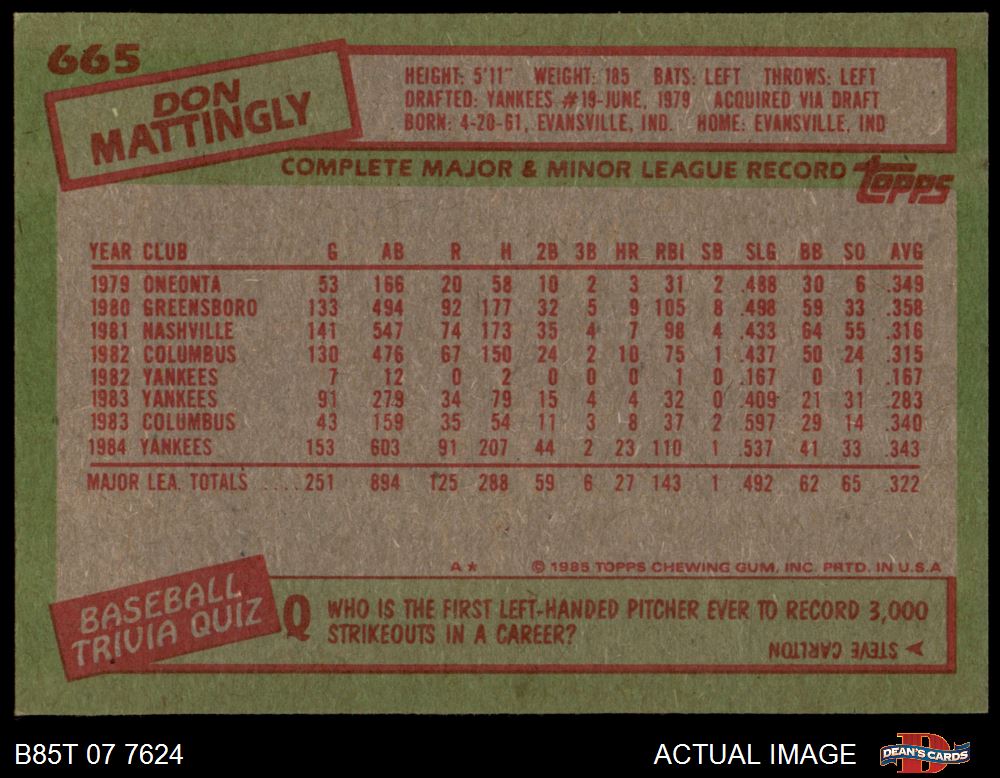 665
DON
MATTINGLY
HEIGHT: 5'11" WEIGHT: 185 BATS: LEFT THROWS: LEFT
DRAFTED: YANKEES #19-JUNE, 1979 ACQUIRED VIA DRAFT
BORN: 4-20-61, EVANSVILLE, IND. HOME: EVANSVILLE, IND
COMPLETE MAJOR & MINOR LEAGUE RECORD topps
YEAR CLUB G AB R H 2B 3B HR RBI SB SLG BB SO AVG
1979 ONEONTA 53 166 20 58 10 2 3 31 2 .488 30 6 .349
1980 GREENSBORO 133 494 92 177 32 5 9 105 8 .498 59 33 .358
1981 NASHVILLE 141 547 74 173 35 4 7 98 4 .433 64 55 .316
1982 COLUMBUS 130 476 67 150 24 2 10 75 1 .437 50 24 .315
1982 YANKEES 7 12 0 2 0 0 0 1 0 .167 0 1 .167
1983 YANKEES 91 279 34 79 15 4 4 32 0 .409 21 31 .283
1983 COLUMBUS 43 159 35 54 11 3 8 37 2 .597 29 14 .340
1984 YANKEES 153 603 91 207 44 2 23 110 1 .537 41 33 .343
MAJOR LEA. TOTALS .....251 894 125 288 59 6 27 143 1 .492 62 65 .322
A* © 1985 TOPPS CHEWING GUM, INC. PRTD. IN U.S.A
BASEBALL
TRIVIA QUIZ
Q WHO IS THE FIRST LEFT-HANDED PITCHER EVER TO RECORD 3,000
STRIKEOUTS IN A CAREER?
STEVE CARLTON
B85T 07 7624 ACTUAL IMAGE DEAN'S CARDS